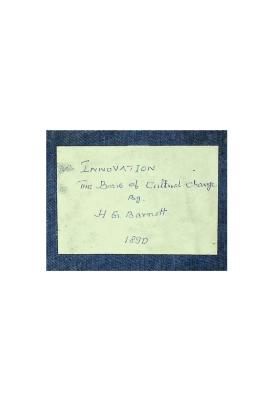 INNOVATION
The Basis of Cultural Change
By.
H G. Barnett
1890